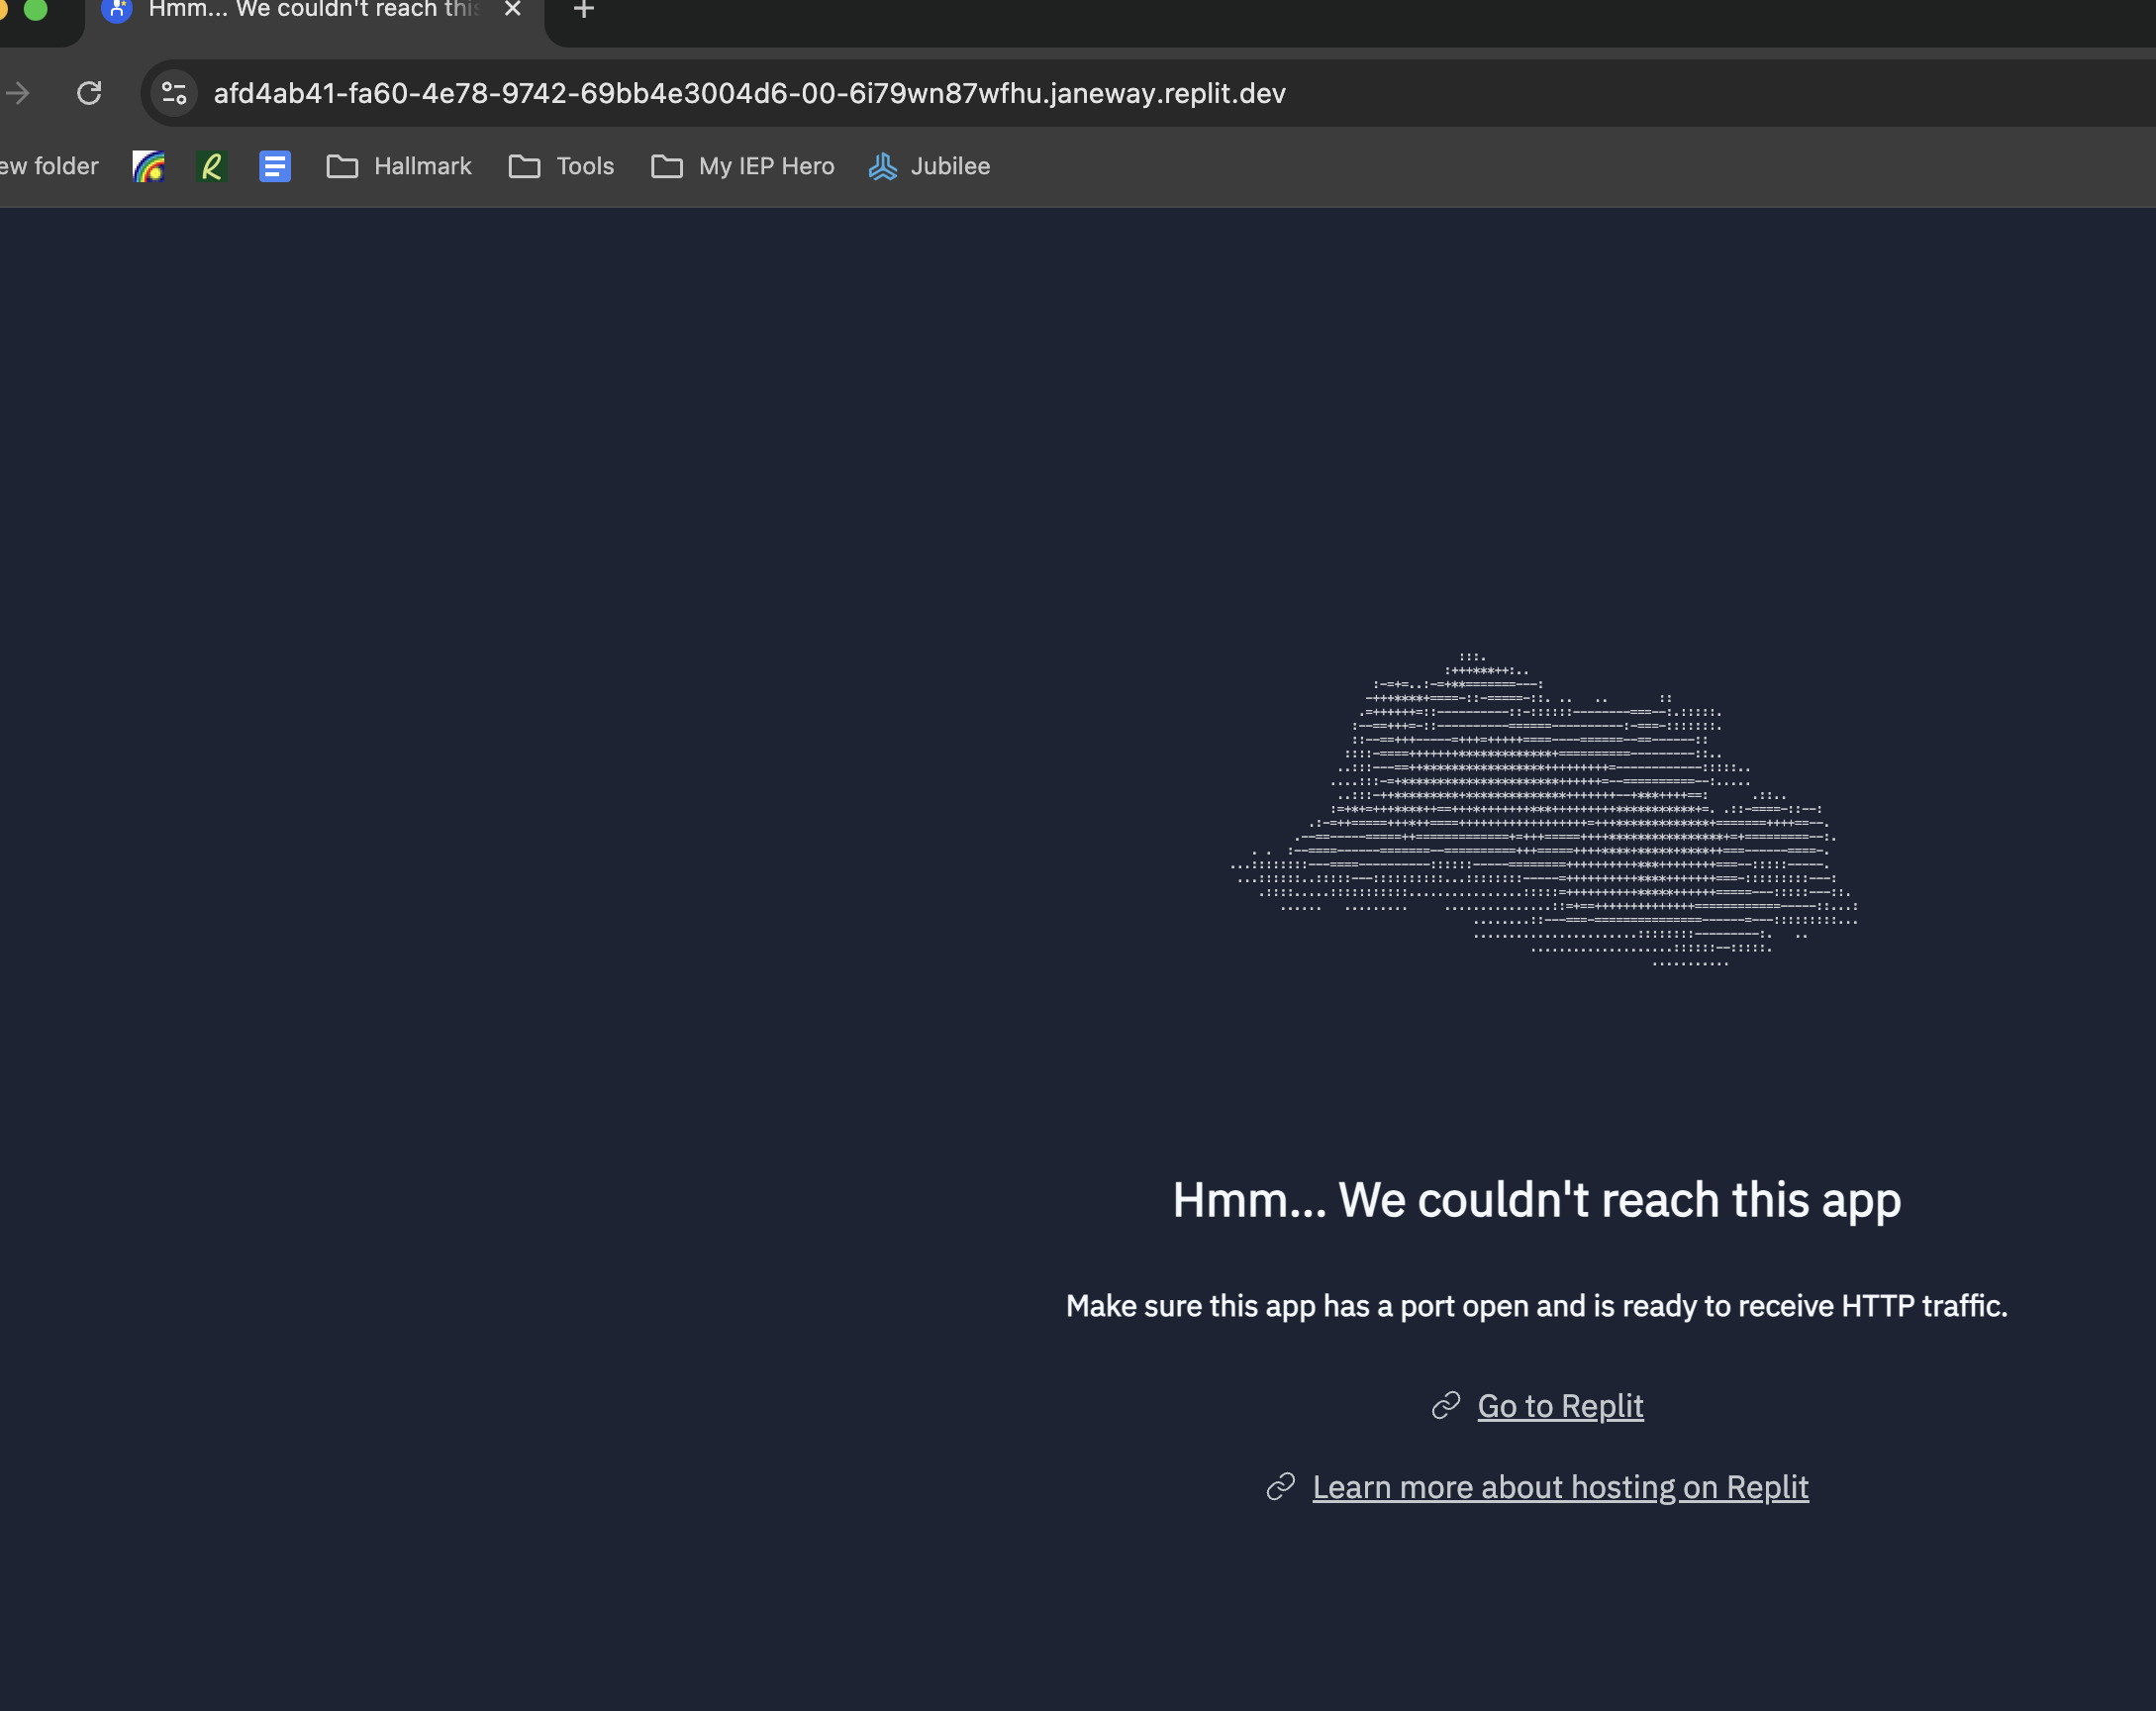 Hmm... We couldn't reach this
afd4ab41-fa60-4e78-9742-69bb4e3004d6-00-6i79wn87wfhu.janeway.replit.dev
ew folder R Hallmark Tools My IEP Hero Jubilee
Hmm... We couldn't reach this app
Make sure this app has a port open and is ready to receive HTTP traffic.
Go to Replit
Learn more about hosting on Replit